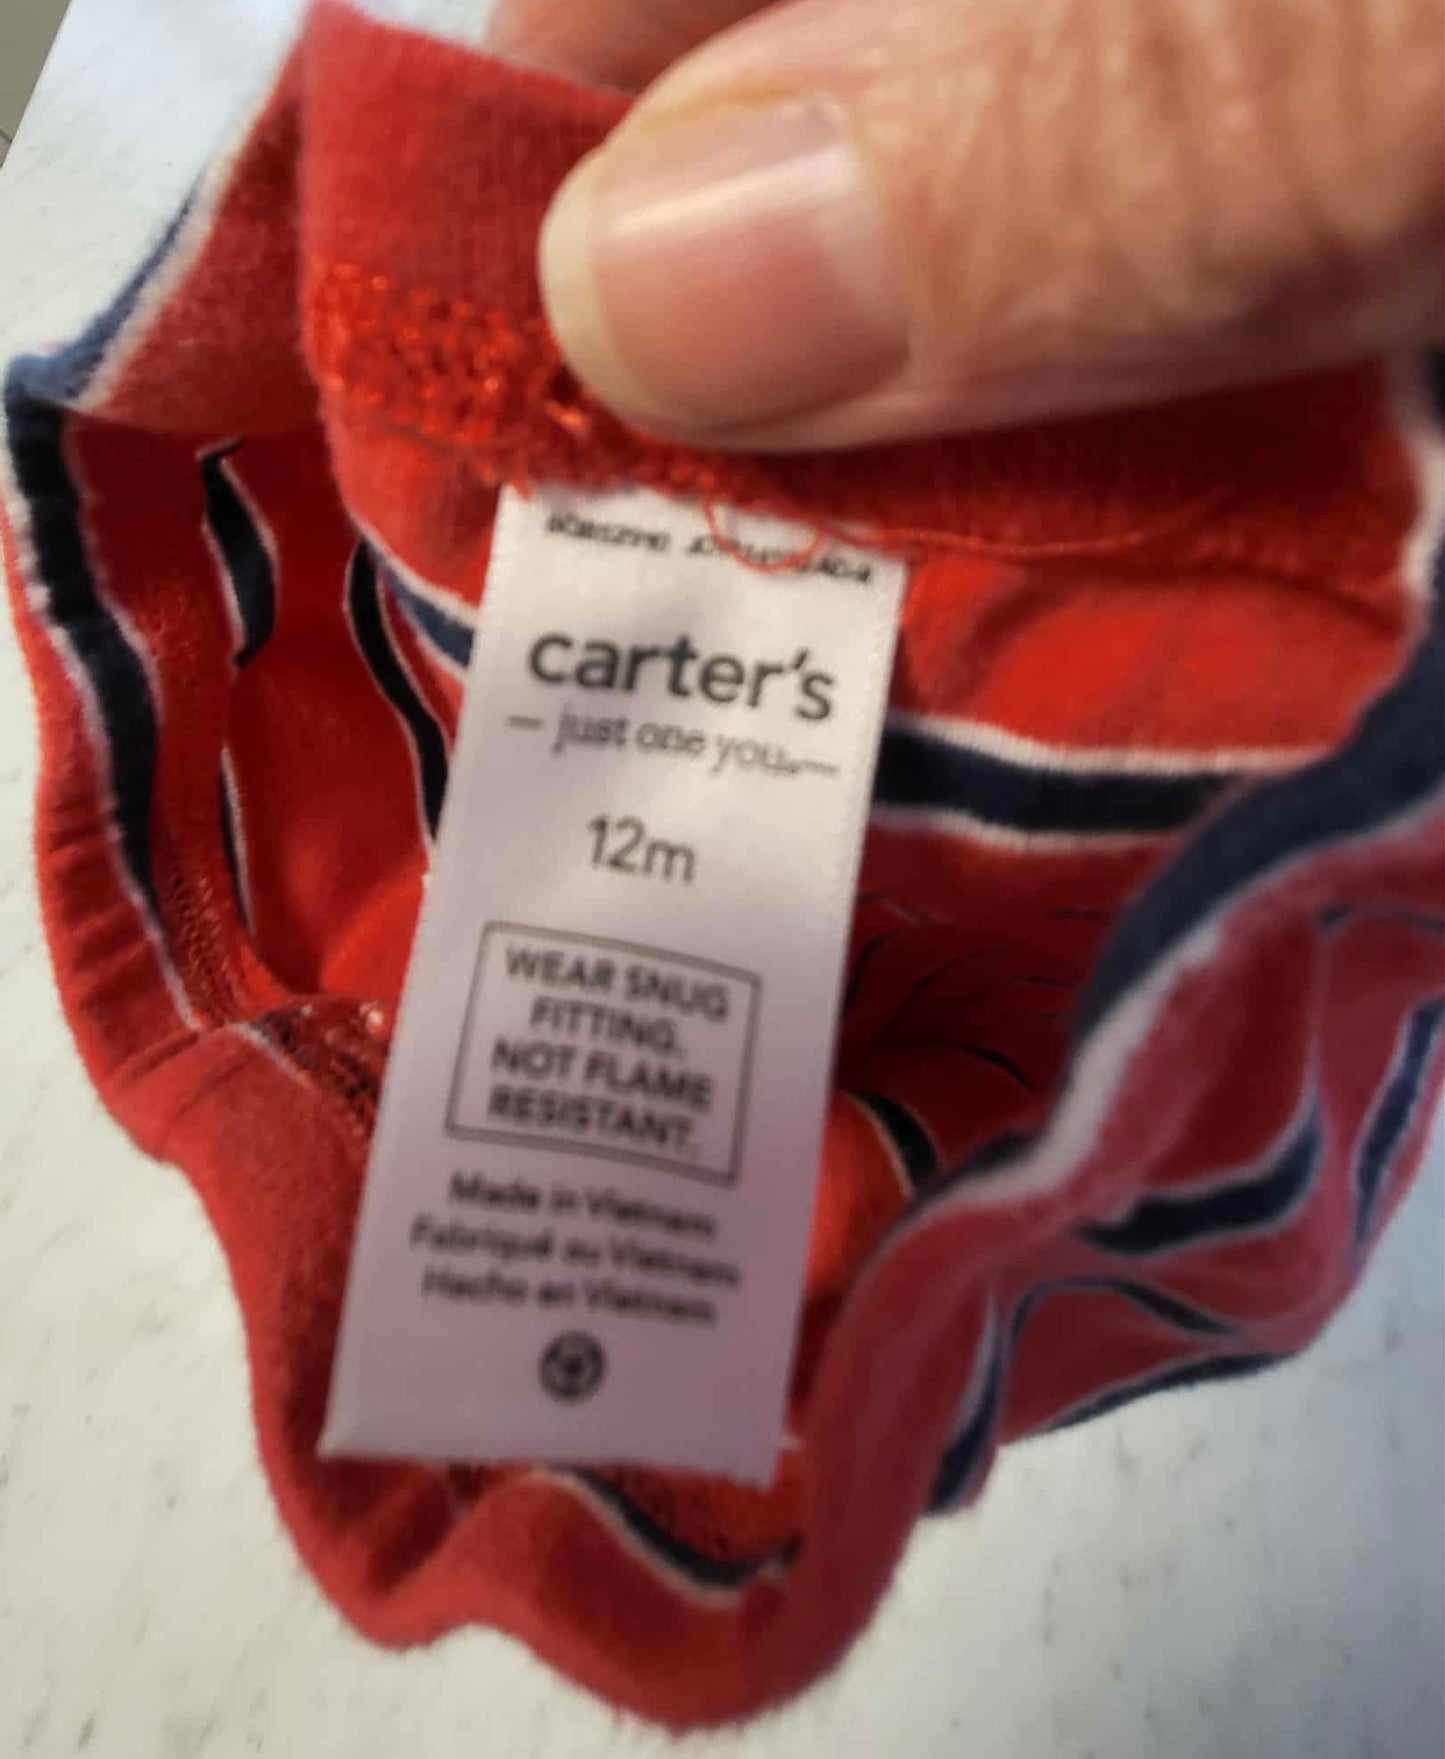 carter's
just one you
12m
WEAR SNUG
FITTING.
NOT FLAME
RESISTANT.
Made in Vietnam
Fabriqué au Vietnam
Hecho en Vietnam